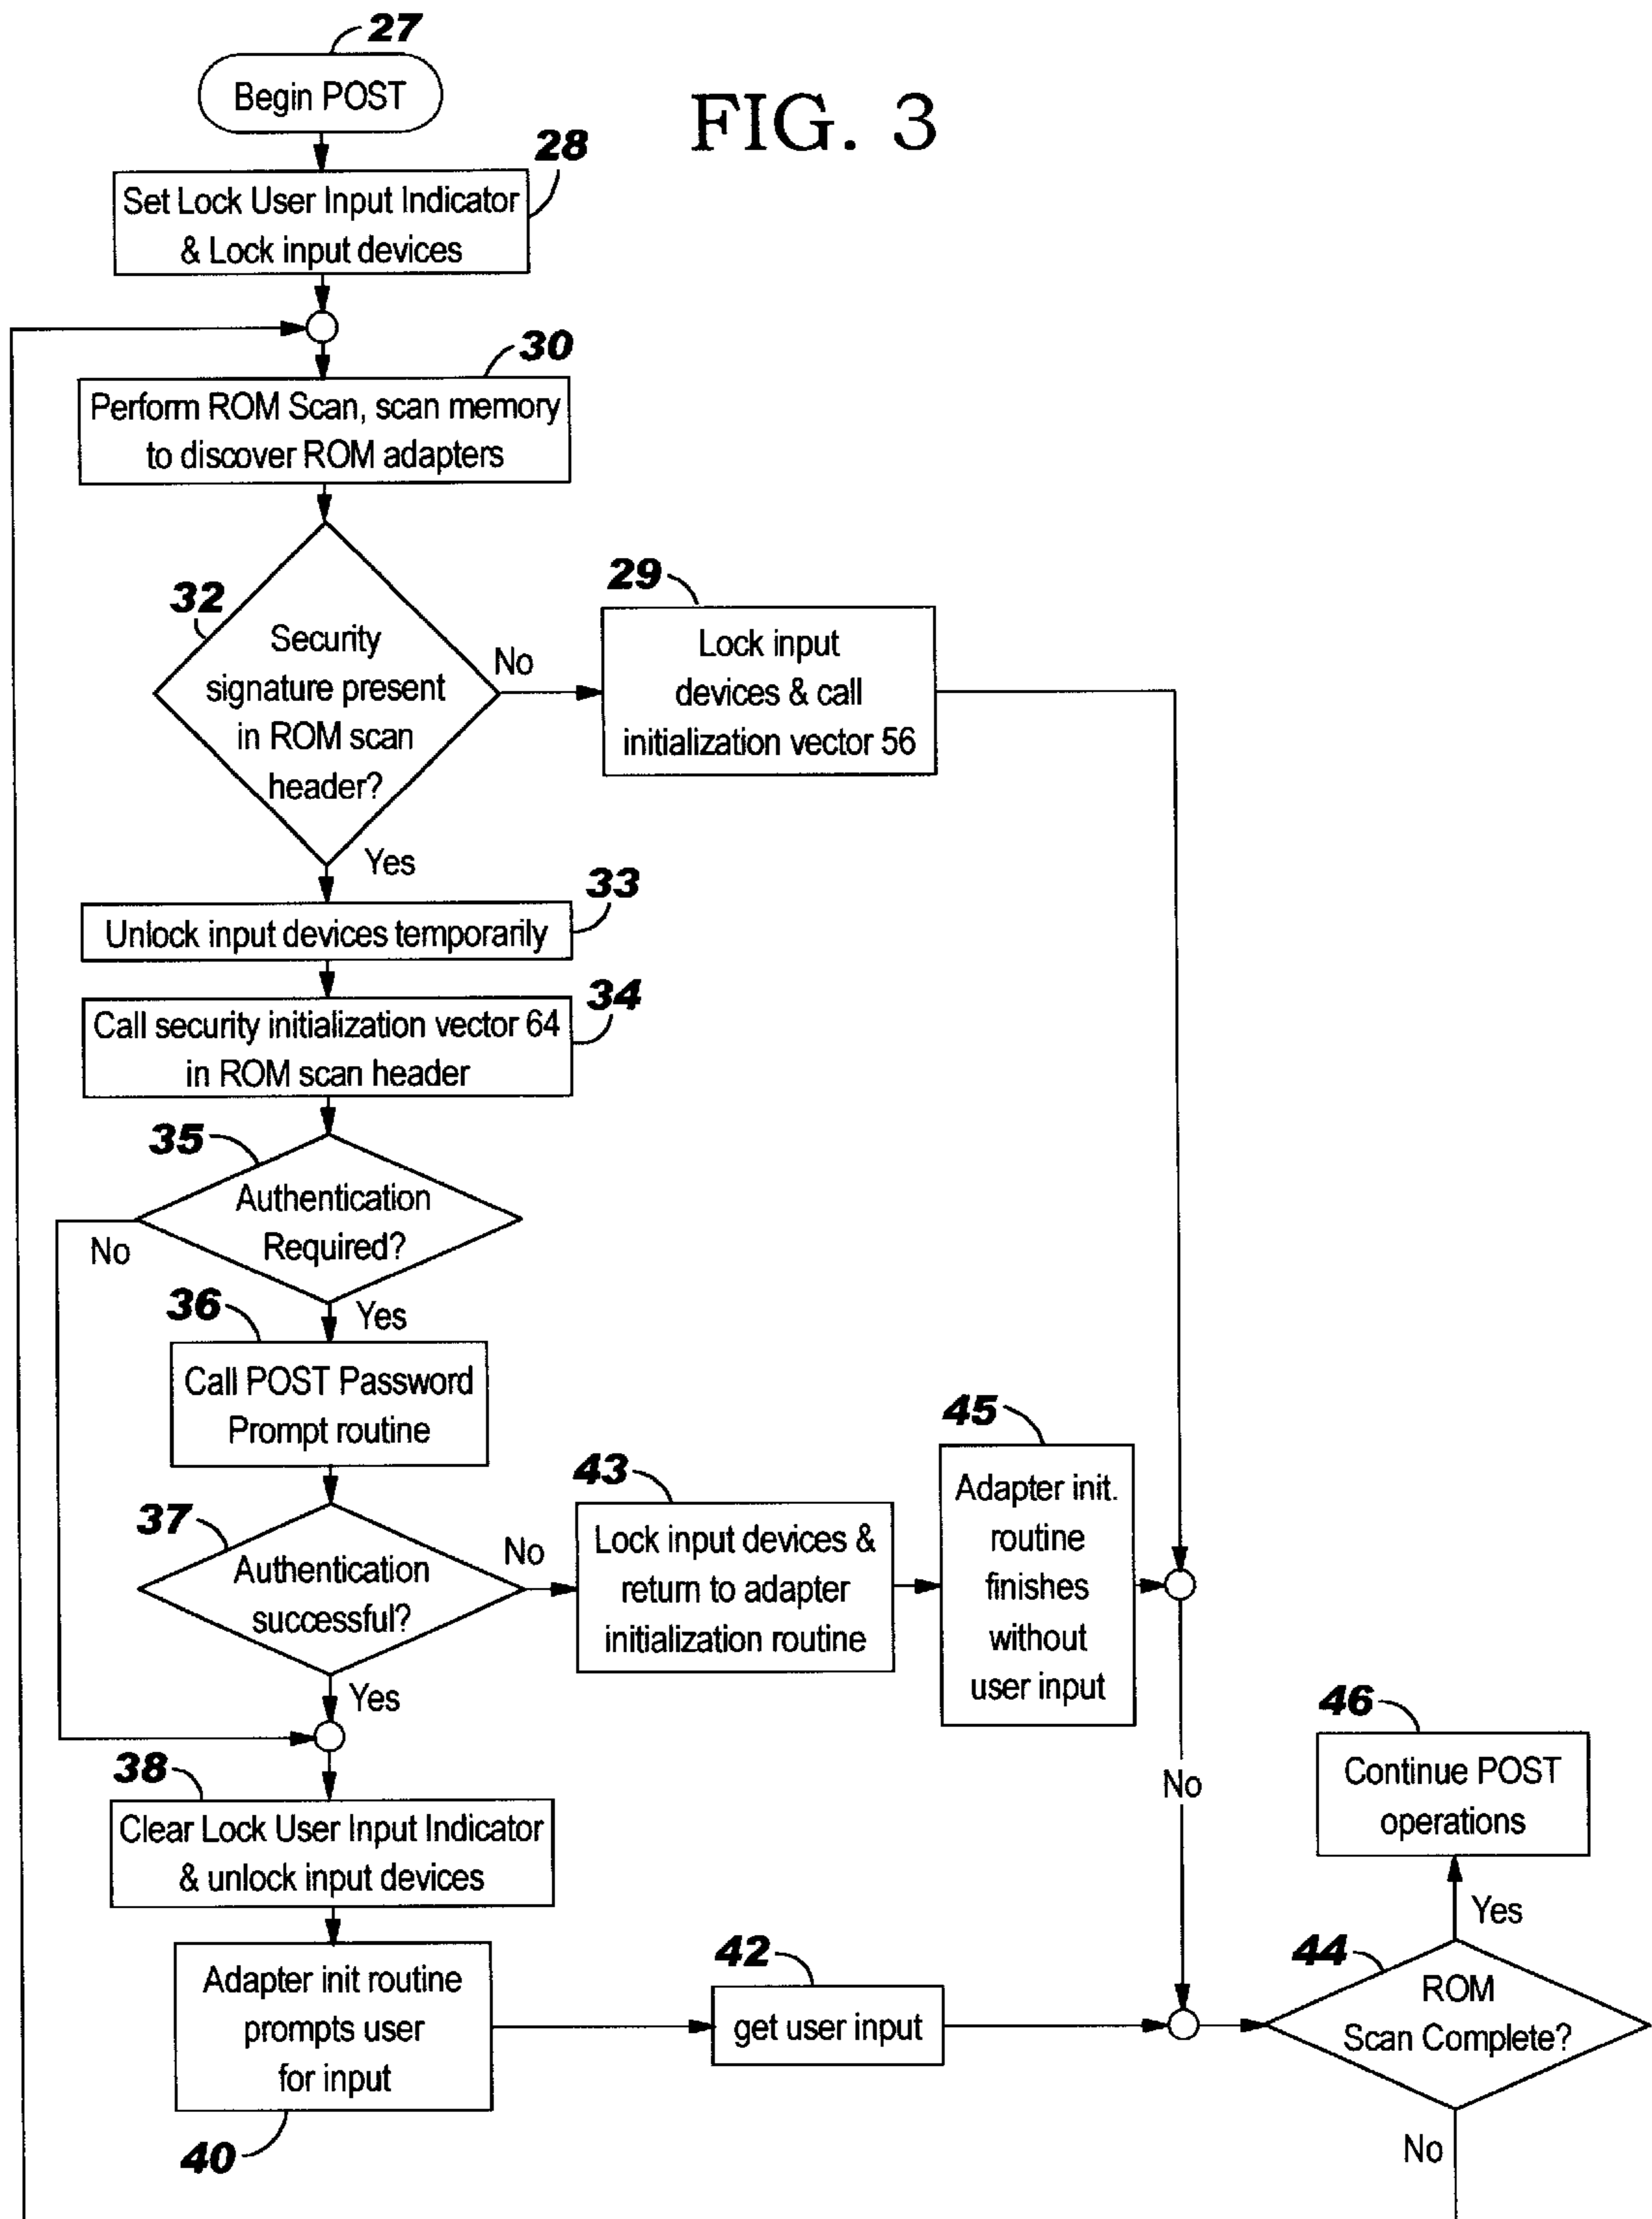 27
Begin POST
FIG. 3
28
Set Lock User Input Indicator
& Lock input devices
30
Perform ROM Scan, scan memory
to discover ROM adapters
32
Security
signature present
in ROM scan
header?
No
29
Lock input
devices & call
initialization vector 56
Yes
33
Unlock input devices temporarily
34
Call security initialization vector 64
in ROM scan header
35
Authentication
Required?
No
Yes
36
Call POST Password
Prompt routine
37
Authentication
successful?
No
43
Lock input devices &
return to adapter
initialization routine
45
Adapter init.
routine
finishes
without
user input
Yes
No
38
Clear Lock User Input Indicator
& unlock input devices
40
Adapter init routine
prompts user
for input
42
get user input
46
Continue POST
operations
Yes
44
ROM
Scan Complete?
No